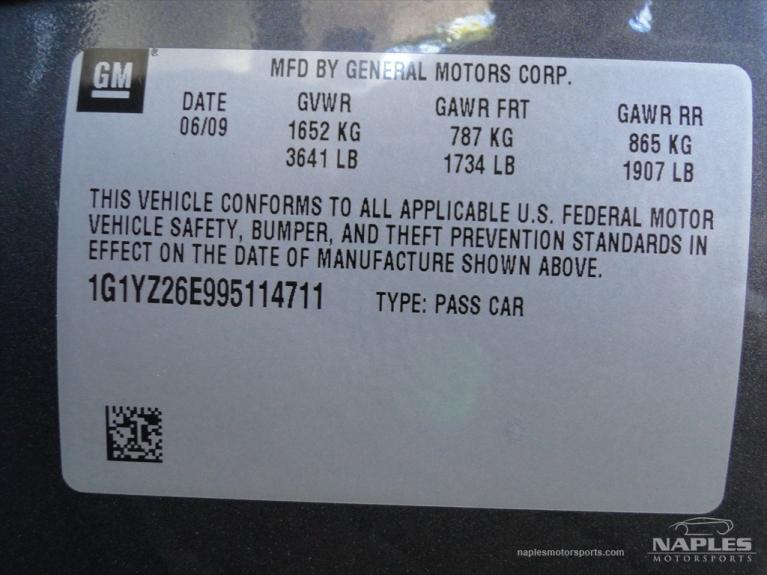 GM ®
MFD BY GENERAL MOTORS CORP.
DATE GVWR GAWR FRT GAWR RR
06/09 1652 KG 787 KG 865 KG
3641 LB 1734 LB 1907 LB
THIS VEHICLE CONFORMS TO ALL APPLICABLE U.S. FEDERAL MOTOR
VEHICLE SAFETY, BUMPER, AND THEFT PREVENTION STANDARDS IN
EFFECT ON THE DATE OF MANUFACTURE SHOWN ABOVE.
1G1YZ26E995114711 TYPE: PASS CAR
naplesmotorsports.com
NAPLES
MOTORSPORTS